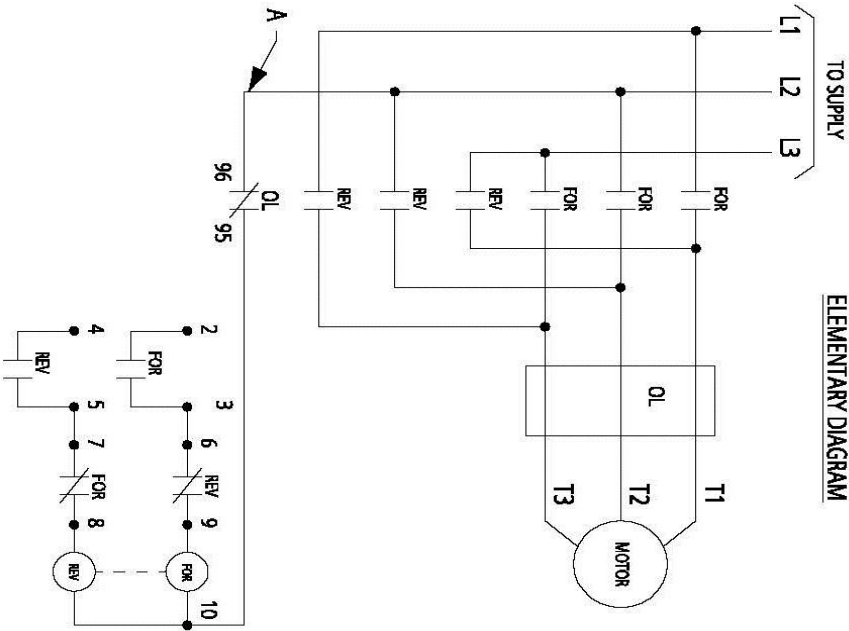 ELEMENTARY DIAGRAM
TO SUPPLY
L1
L2
L3
A
FOR
FOR
FOR
REV
REV
REV
OL
96
95
OL
T1
T2
T3
MOTOR
2
FOR
3
6
REV
9
FOR
10
4
REV
5
7
FOR
8
REV